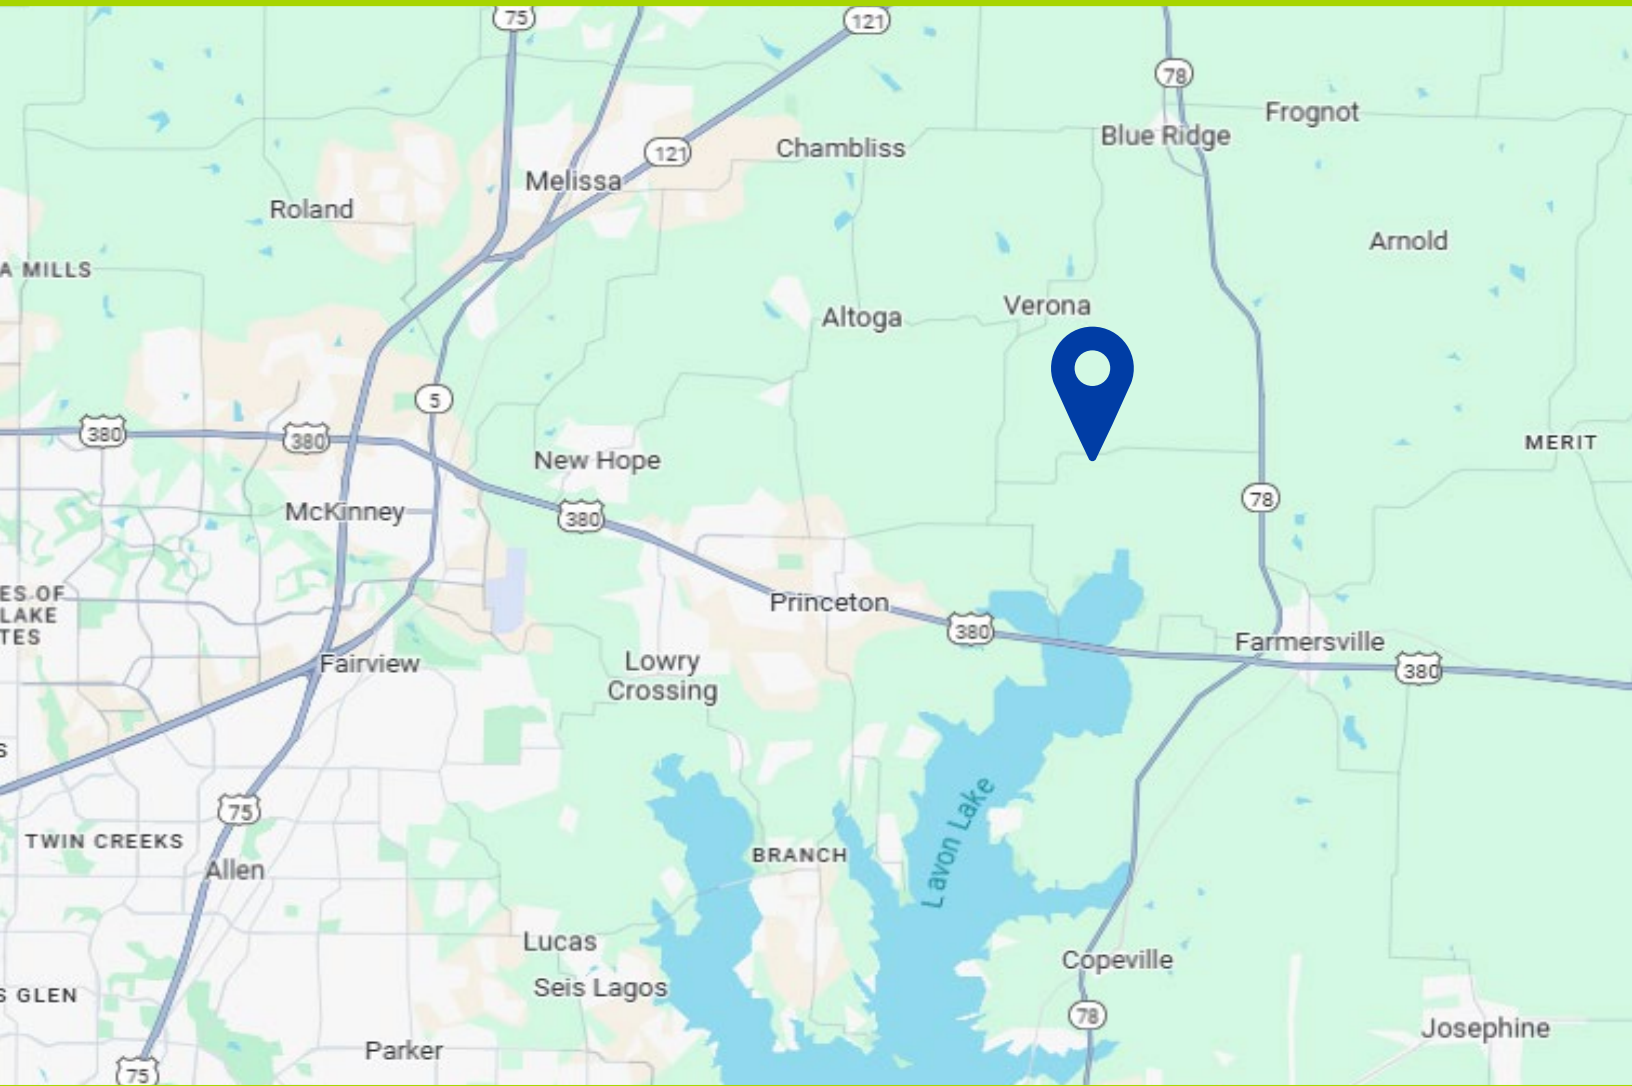 75
121
78
Frognot
Blue Ridge
Chambliss
121
Melissa
Roland
Arnold
A MILLS
Verona
Altoga
5
380
380
MERIT
New Hope
78
McKinney
380
ES OF
LAKE
TES
Princeton
380
Farmersville
Fairview
Lowry
Crossing
380
S
75
Lavon Lake
TWIN CREEKS
BRANCH
Allen
Lucas
Copeville
Seis Lagos
S GLEN
78
Josephine
Parker
75